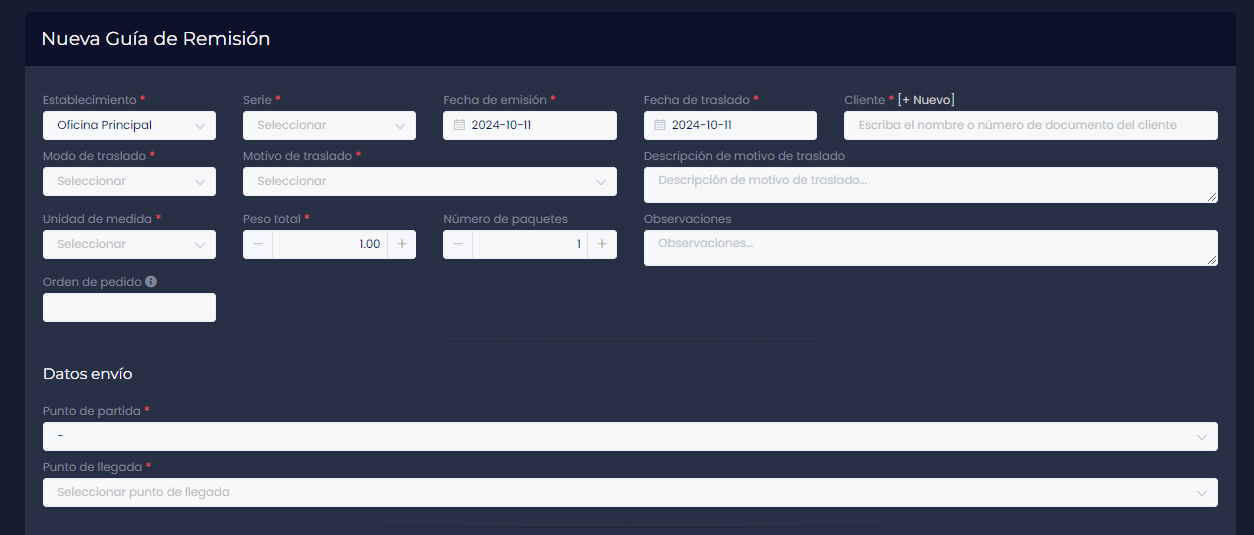 Nueva Guía de Remisión
Establecimiento * Serie * Fecha de emisión * Fecha de traslado * Cliente * [+ Nuevo]
Oficina Principal Seleccionar 2024-10-11 2024-10-11 Escriba el nombre o número de documento del cliente
Modo de traslado * Motivo de traslado * Descripción de motivo de traslado
Seleccionar Seleccionar Descripción de motivo de traslado...
Unidad de medida * Peso total * Número de paquetes Observaciones
Seleccionar − 1.00 + − 1 + Observaciones...
Orden de pedido
Datos envío
Punto de partida *
-
Punto de llegada *
Seleccionar punto de llegada